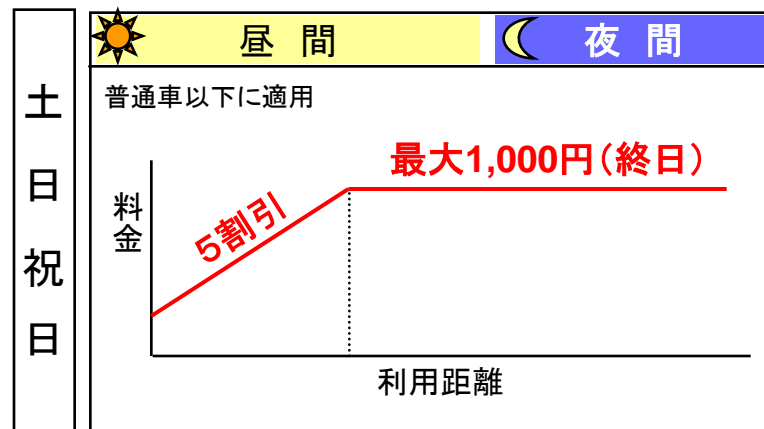 土日祝日
昼 間
夜 間
普通車以下に適用
最大1,000円(終日)
5割引
料金
利用距離